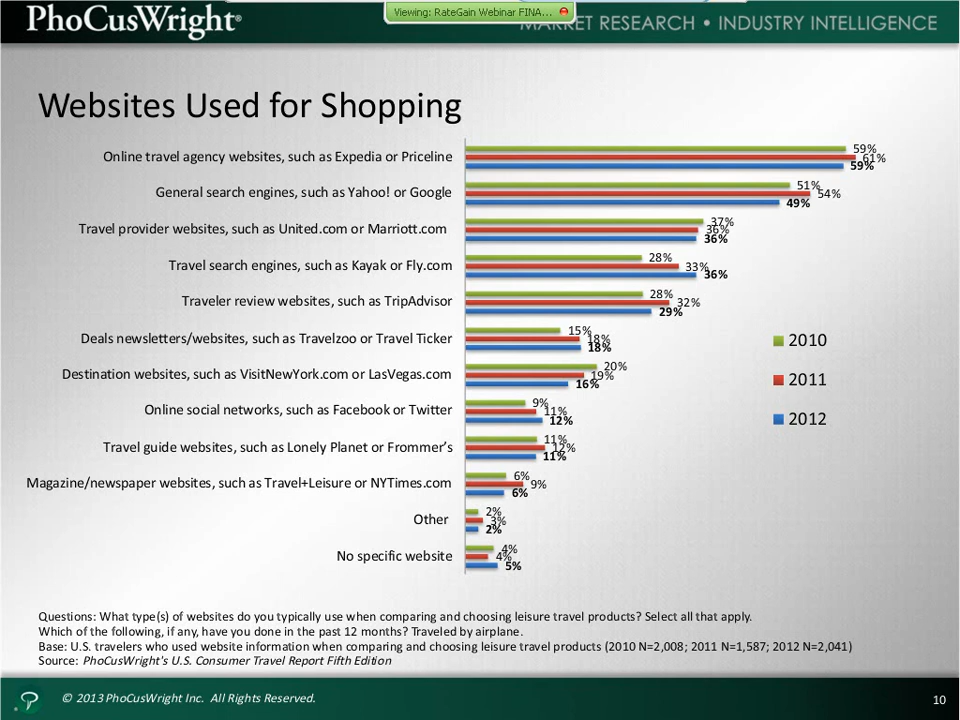 PhoCusWright®
Viewing: RateGain Webinar FINA...
MARKET RESEARCH • INDUSTRY INTELLIGENCE
Websites Used for Shopping
Online travel agency websites, such as Expedia or Priceline
59%
61%
59%
General search engines, such as Yahoo! or Google
51%
54%
49%
Travel provider websites, such as United.com or Marriott.com
37%
36%
36%
Travel search engines, such as Kayak or Fly.com
28%
33%
36%
Traveler review websites, such as TripAdvisor
28%
32%
29%
Deals newsletters/websites, such as Travelzoo or Travel Ticker
15%
18%
18%
Destination websites, such as VisitNewYork.com or LasVegas.com
20%
19%
16%
Online social networks, such as Facebook or Twitter
9%
11%
12%
Travel guide websites, such as Lonely Planet or Frommer’s
11%
12%
11%
Magazine/newspaper websites, such as Travel+Leisure or NYTimes.com
6%
9%
6%
Other
2%
3%
2%
No specific website
4%
4%
5%
2010
2011
2012
Questions: What type(s) of websites do you typically use when comparing and choosing leisure travel products? Select all that apply.
Which of the following, if any, have you done in the past 12 months? Traveled by airplane.
Base: U.S. travelers who used website information when comparing and choosing leisure travel products (2010 N=2,008; 2011 N=1,587; 2012 N=2,041)
Source: PhoCusWright's U.S. Consumer Travel Report Fifth Edition
© 2013 PhoCusWright Inc. All Rights Reserved.
10